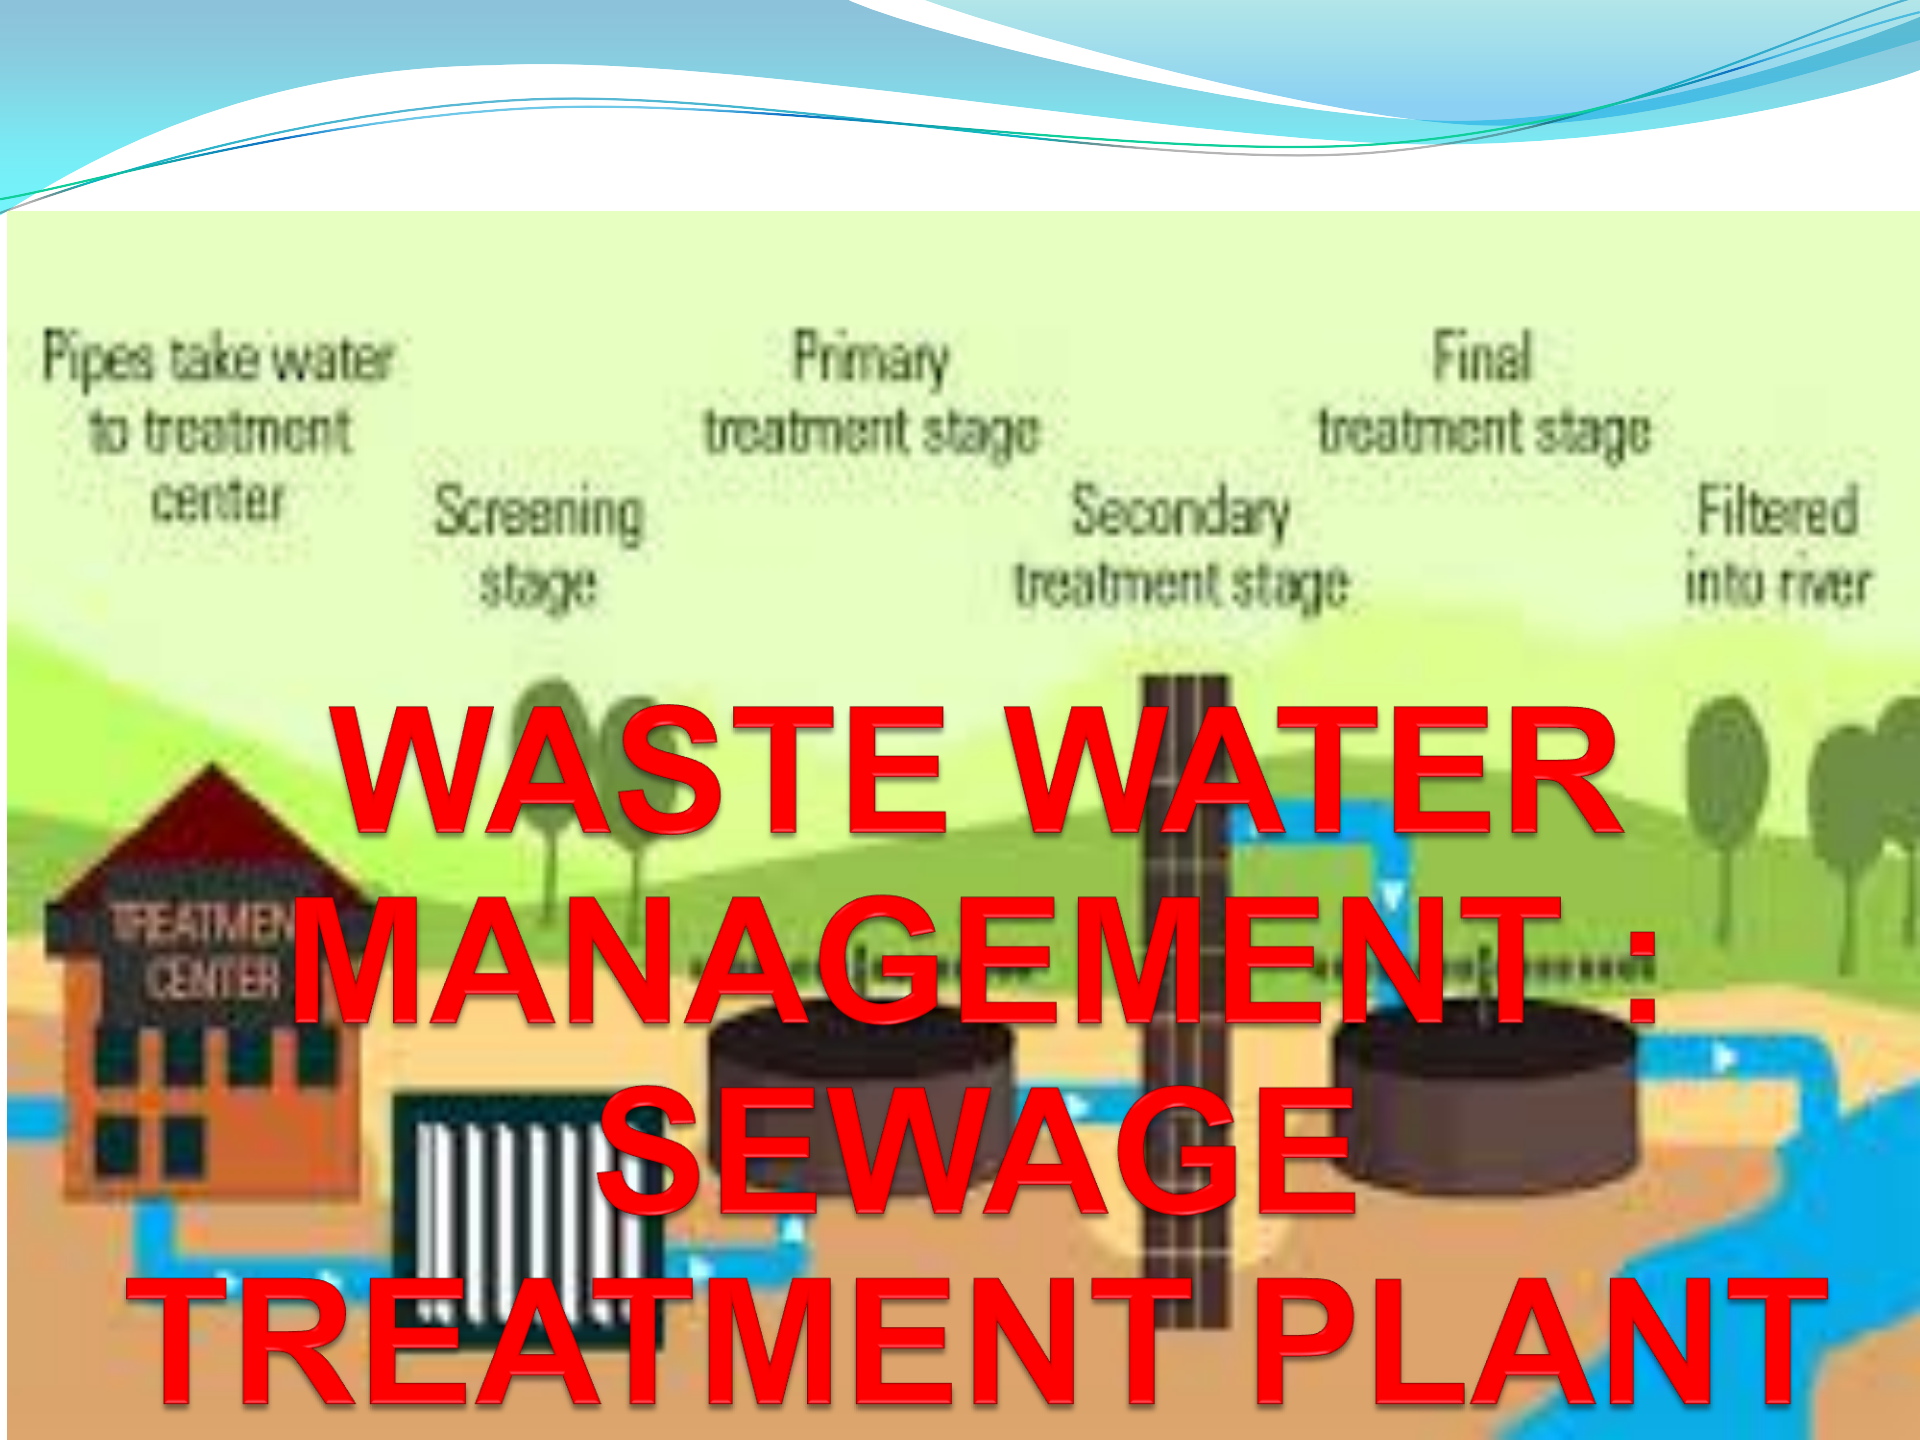 Pipes take water
to treatment
center
Screening
stage
Primary
treatment stage
Secondary
treatment stage
Final
treatment stage
Filtered
into river
TREATMEN
CENTER
WASTE WATER
MANAGEMENT :
SEWAGE
TREATMENT PLANT